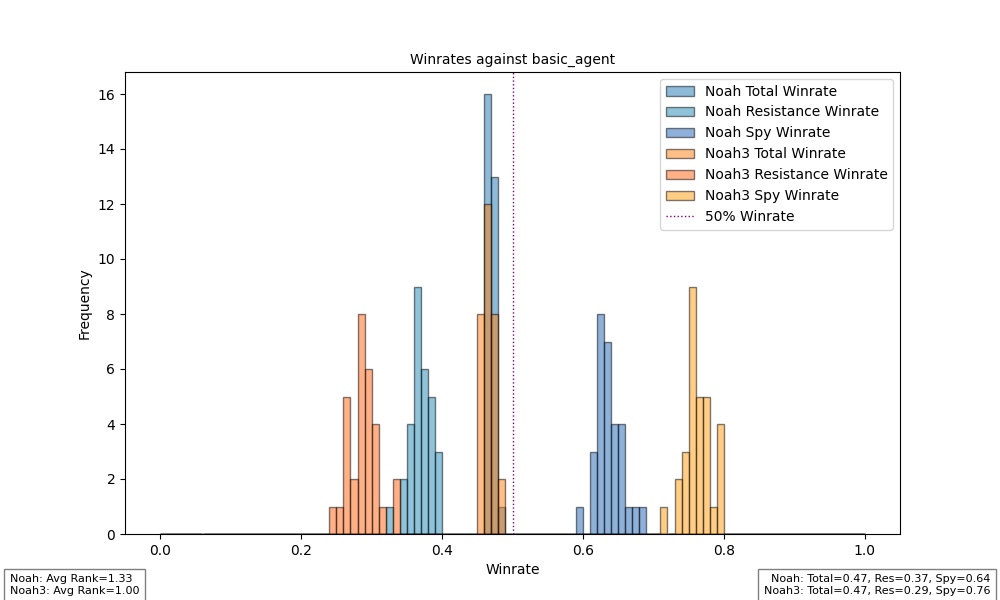 Winrates against basic_agent
Noah Total Winrate
Noah Resistance Winrate
Noah Spy Winrate
Noah3 Total Winrate
Noah3 Resistance Winrate
Noah3 Spy Winrate
50% Winrate
Frequency
16
14
12
10
8
6
4
2
0
0.0 0.2 0.4 0.6 0.8 1.0
Winrate
Noah: Avg Rank=1.33
Noah3: Avg Rank=1.00
Noah: Total=0.47, Res=0.37, Spy=0.64
Noah3: Total=0.47, Res=0.29, Spy=0.76